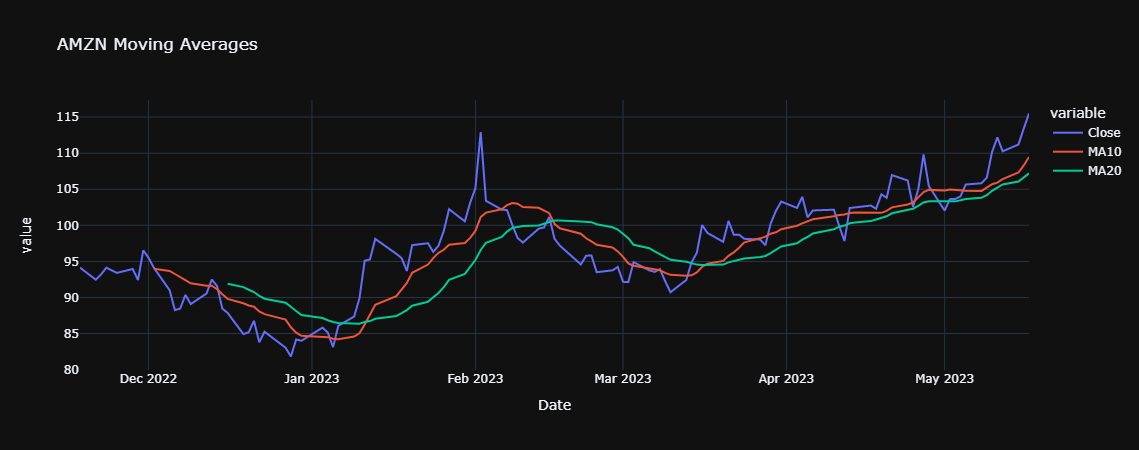 AMZN Moving Averages
variable
Close
MA10
MA20
value
115
110
105
100
95
90
85
80
Dec 2022
Jan 2023
Feb 2023
Mar 2023
Apr 2023
May 2023
Date